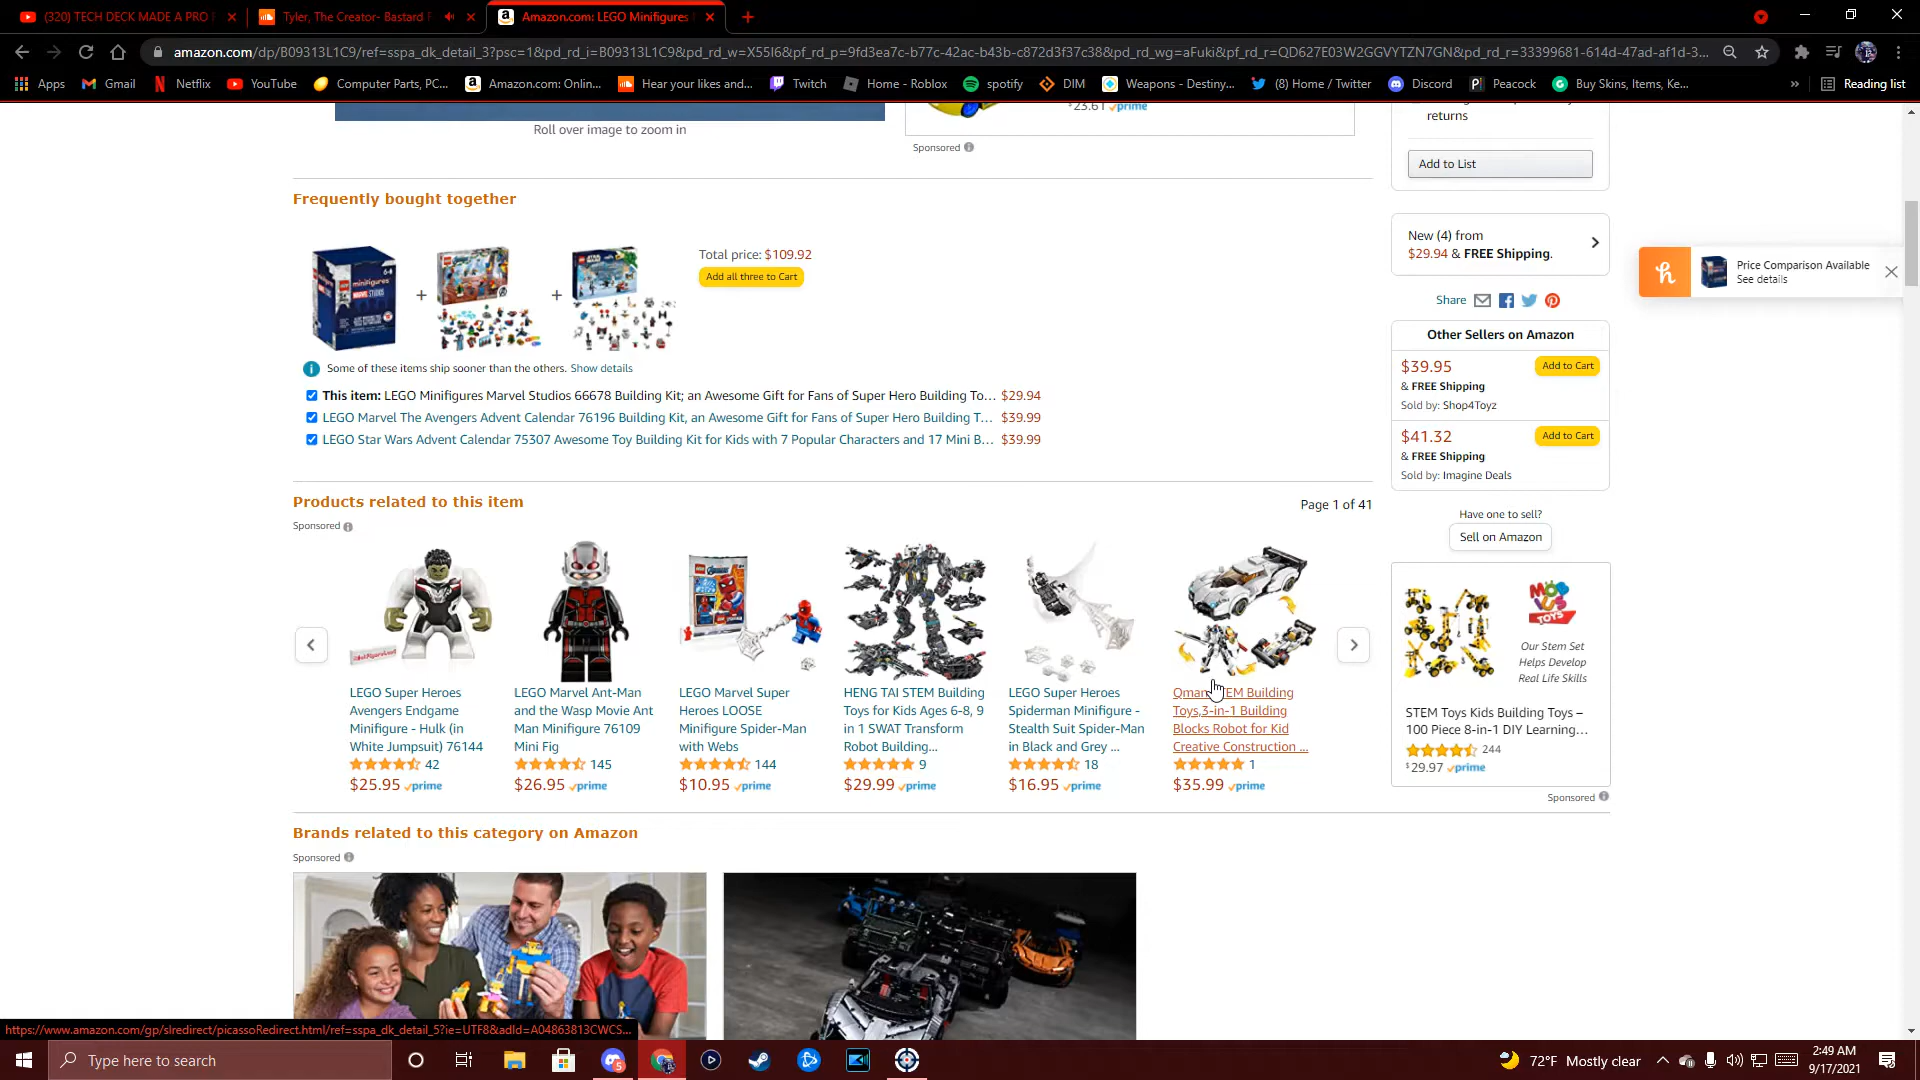 (320) TECH DECK MADE A PRO
Tyler, The Creator- Bastard
Amazon.com: LEGO Minifigures
amazon.com/dp/B09313L1C9/ref=sspa_dk_detail_3?psc=1&pd_rd_i=B09313L1C9&pd_rd_w=X55I6&pf_rd_p=9fd3ea7c-b77c-42ac-b43b-c872d3f37c38&pd_rd_wg=aFuki&pf_rd_r=QD627E03W2GGVYTZN7GN&pd_rd_r=33399681-614d-47ad-af1d-3...
Apps Gmail Netflix YouTube Computer Parts, PC... Amazon.com: Onlin... Hear your likes and... Twitch Home - Roblox spotify DIM Weapons - Destiny... (8) Home / Twitter Discord Peacock Buy Skins, Items, Ke... » Reading list
$23.61 prime
Roll over image to zoom in
Sponsored
returns
Add to List
Frequently bought together
Total price: $109.92
Add all three to Cart
Some of these items ship sooner than the others. Show details
This item: LEGO Minifigures Marvel Studios 66678 Building Kit; an Awesome Gift for Fans of Super Hero Building To... $29.94
LEGO Marvel The Avengers Advent Calendar 76196 Building Kit, an Awesome Gift for Fans of Super Hero Building T... $39.99
LEGO Star Wars Advent Calendar 75307 Awesome Toy Building Kit for Kids with 7 Popular Characters and 17 Mini B... $39.99
New (4) from
$29.94 & FREE Shipping.
Price Comparison Available
See details
Share
Other Sellers on Amazon
$39.95
Add to Cart
& FREE Shipping
Sold by: Shop4Toyz
$41.32
Add to Cart
& FREE Shipping
Sold by: Imagine Deals
Have one to sell?
Sell on Amazon
Products related to this item
Page 1 of 41
Sponsored
LEGO Super Heroes
Avengers Endgame
Minifigure - Hulk (in
White Jumpsuit) 76144
42
$25.95 prime
LEGO Marvel Ant-Man
and the Wasp Movie Ant
Man Minifigure 76109
Mini Fig
145
$26.95 prime
LEGO Marvel Super
Heroes LOOSE
Minifigure Spider-Man
with Webs
144
$10.95 prime
HENG TAI STEM Building
Toys for Kids Ages 6-8, 9
in 1 SWAT Transform
Robot Building...
9
$29.99 prime
LEGO Super Heroes
Spiderman Minifigure -
Stealth Suit Spider-Man
in Black and Grey ...
18
$16.95 prime
Building
Toys,3-in-1 Building
Blocks Robot for Kid
Creative Construction ...
1
$35.99 prime
TOYS
Our Stem Set
Helps Develop
Real Life Skills
STEM Toys Kids Building Toys –
100 Piece 8-in-1 DIY Learning...
244
$29.97 prime
Sponsored
Brands related to this category on Amazon
Sponsored
https://www.amazon.com/gp/slredirect/picassoRedirect.html/ref=sspa_dk_detail_5?ie=UTF8&adId=A04863813CWCS...
Type here to search
72°F Mostly clear
2:49 AM
9/17/2021